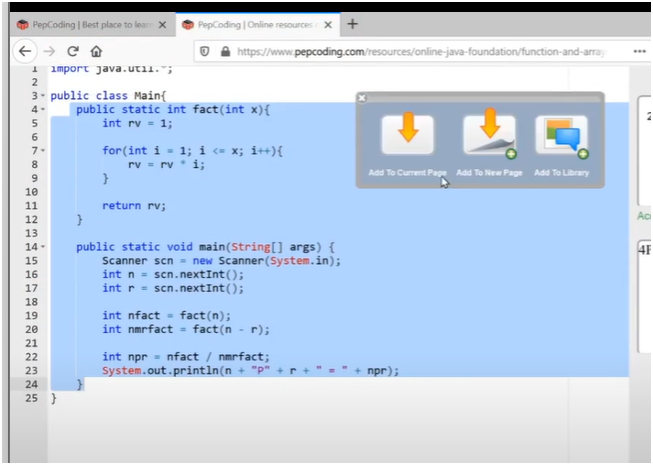 PepCoding | Best place to lear
PepCoding | Online resources
https://www.pepcoding.com/resources/online-java-foundation/function-and-array
1 import java.util.*;
2
3 public class Main{
4 public static int fact(int x){
5 int rv = 1;
6
7 for(int i = 1; i <= x; i++){
8 rv = rv * i;
9 }
10
11 return rv;
12 }
13
14 public static void main(String[] args) {
15 Scanner scn = new Scanner(System.in);
16 int n = scn.nextInt();
17 int r = scn.nextInt();
18
19 int nfact = fact(n);
20 int nmrfact = fact(n - r);
21
22 int npr = nfact / nmrfact;
23 System.out.println(n + "P" + r + " = " + npr);
24 }
25 }
Add To Current Page
Add To New Page
Add To Library
2
Ac
4P